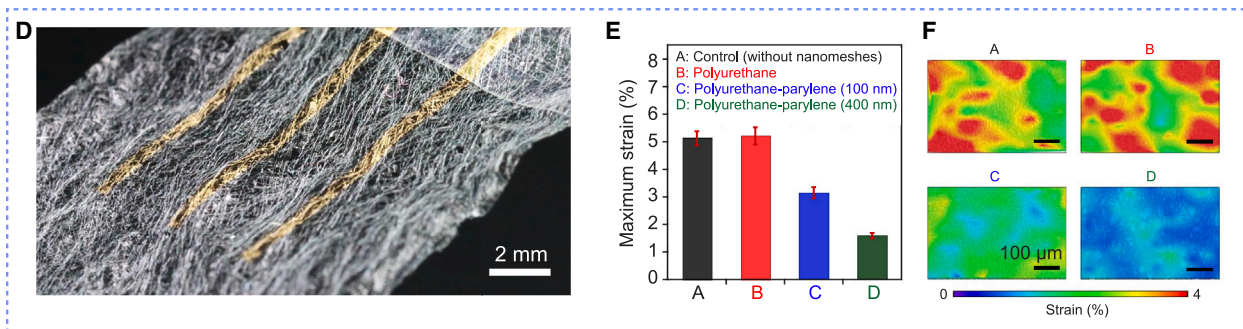 D
2 mm
E
A: Control (without nanomeshes)
B: Polyurethane
C: Polyurethane-parylene (100 nm)
D: Polyurethane-parylene (400 nm)
Maximum strain (%)
8
7
6
5
4
3
2
1
0
A B C D
F
A B
C D
100 µm
0 4
Strain (%)